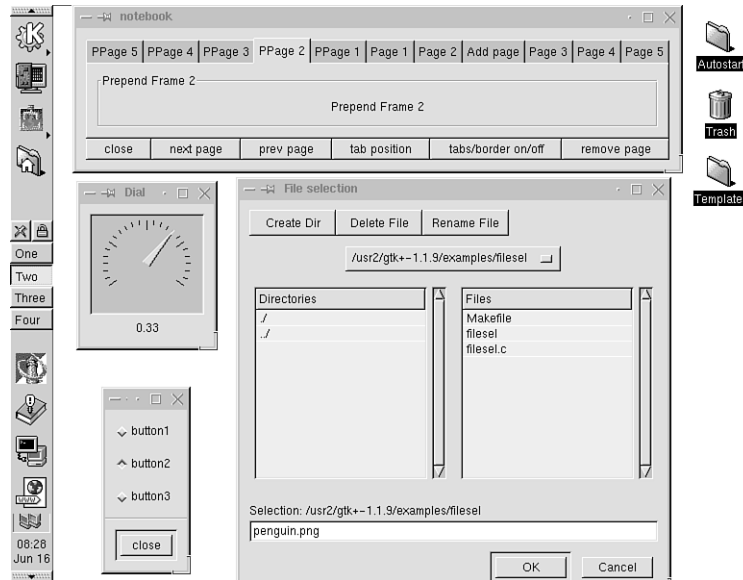 notebook
PPage 5 PPage 4 PPage 3 PPage 2 PPage 1 Page 1 Page 2 Add page Page 3 Page 4 Page 5
Prepend Frame 2
Prepend Frame 2
close next page prev page tab position tabs/border on/off remove page
Autostar
Trash
Template
Dial
0.33
File selection
Create Dir Delete File Rename File
/usr2/gtk+-1.1.9/examples/filesel
Directories
./
../
Files
Makefile
filesel
filesel.c
Selection: /usr2/gtk+-1.1.9/examples/filesel
penguin.png
OK Cancel
button1
button2
button3
close
One
Two
Three
Four
WWW
08:28
Jun 16